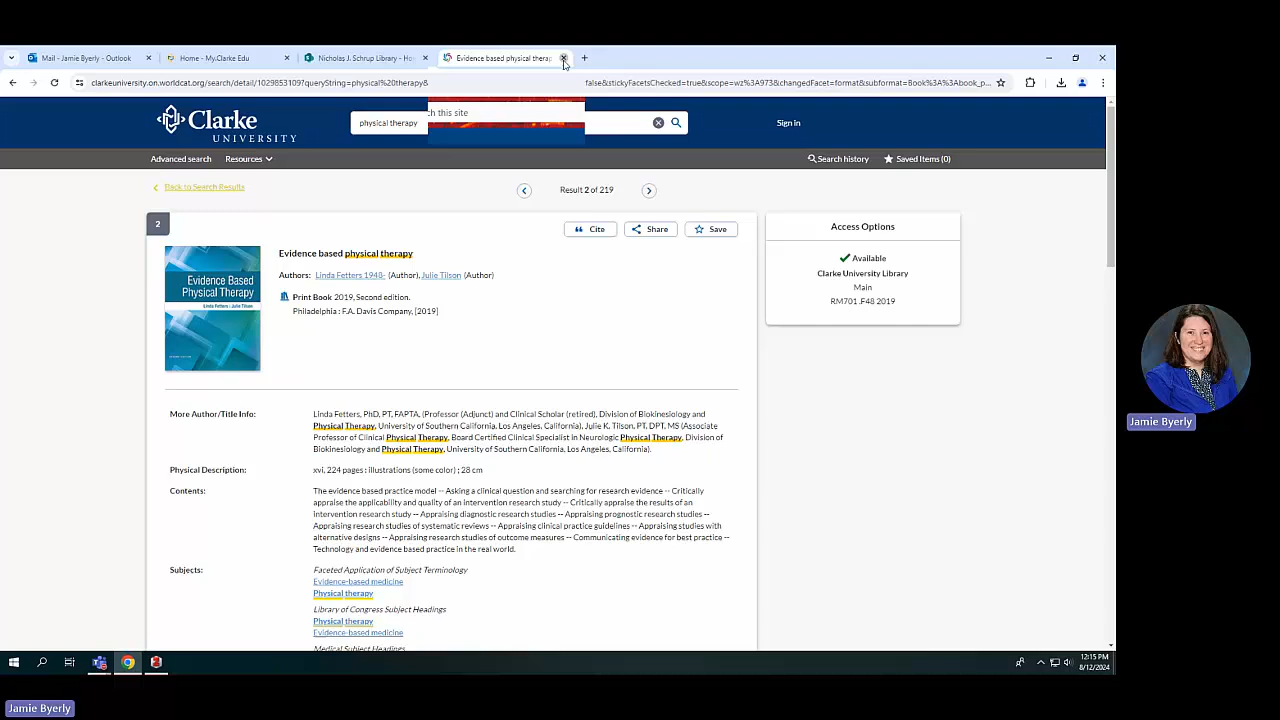 Mail - Jamie Byerly - Outlook
Home - My.Clarke Edu
Nicholas J. Schrup Library - Ho
Evidence based physical therap
clarkeuniversity.on.worldcat.org/search/detail/1029853109?queryString=physical%20therapy&
false&stickyFacetsChecked=true&scope=wz%3A973&changedFacet=format&subformat=Book%3A%3Abook_p...
Clarke
UNIVERSITY
physical therapy
ch this site
Sign in
Advanced search
Resources
Search history
Saved Items (0)
Back to Search Results
Result 2 of 219
2
Cite
Share
Save
Evidence based physical therapy
Authors: Linda Fetters 1948- (Author), Julie Tilson (Author)
Print Book 2019, Second edition.
Philadelphia : F.A. Davis Company, [2019]
Evidence Based
Physical Therapy
Linda Fetters • Julie Tilson
SECOND EDITION
Access Options
Available
Clarke University Library
Main
RM701 .F48 2019
More Author/Title Info:
Linda Fetters, PhD, PT, FAPTA, (Professor (Adjunct) and Clinical Scholar (retired), Division of Biokinesiology and
Physical Therapy, University of Southern California, Los Angeles, California), Julie K. Tilson, PT, DPT, MS (Associate
Professor of Clinical Physical Therapy, Board Certified Clinical Specialist in Neurologic Physical Therapy, Division of
Biokinesiology and Physical Therapy, University of Southern California, Los Angeles, California).
Physical Description:
xvi, 224 pages : illustrations (some color) ; 28 cm
Contents:
The evidence based practice model -- Asking a clinical question and searching for research evidence -- Critically
appraise the applicability and quality of an intervention research study -- Critically appraise the results of an
intervention research study -- Appraising diagnostic research studies -- Appraising prognostic research studies --
Appraising research studies of systematic reviews -- Appraising clinical practice guidelines -- Appraising studies with
alternative designs -- Appraising research studies of outcome measures -- Communicating evidence for best practice --
Technology and evidence based practice in the real world.
Subjects:
Faceted Application of Subject Terminology
Evidence-based medicine
Physical therapy
Library of Congress Subject Headings
Physical therapy
Evidence-based medicine
Medical Subject Headings
Jamie Byerly
12:15 PM
8/12/2024
Jamie Byerly